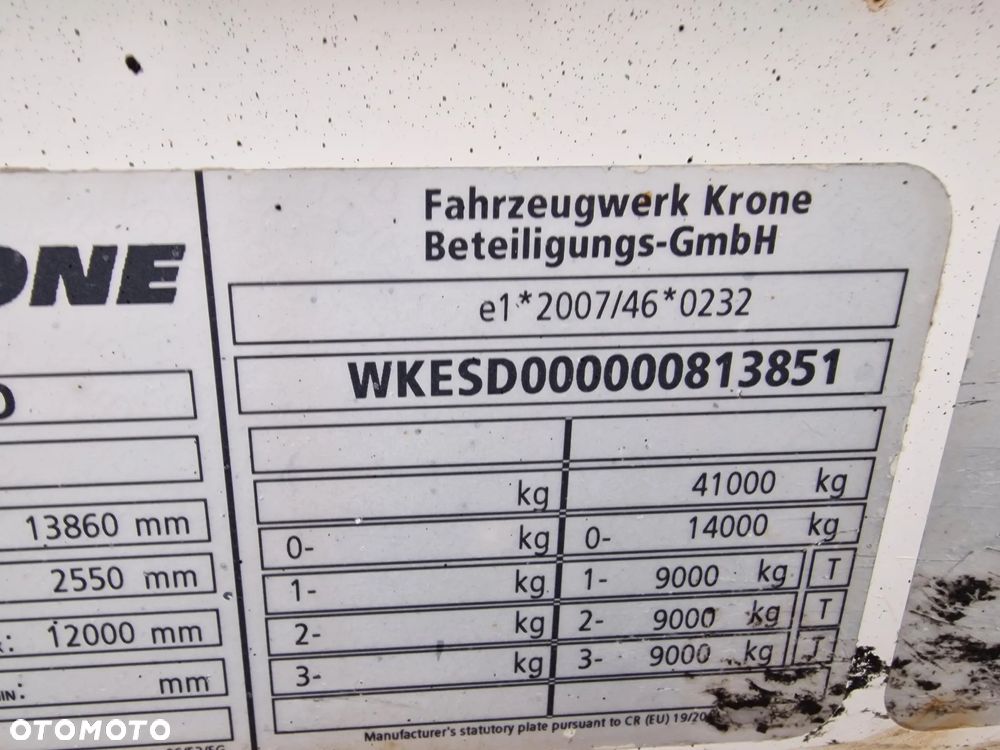 ONE
13860 mm
2550 mm
12000 mm
mm
Fahrzeugwerk Krone
Beteiligungs-GmbH
e1*2007/46*0232
WKESD000000813851
kg 41000 kg
0- kg 0- 14000 kg
1- kg 1- 9000 kg T
2- kg 2- 9000 kg T
3- kg 3- 9000 kg T
Manufacturer's statutory plate pursuant to CR (EU) 19/20
OTOMOTO